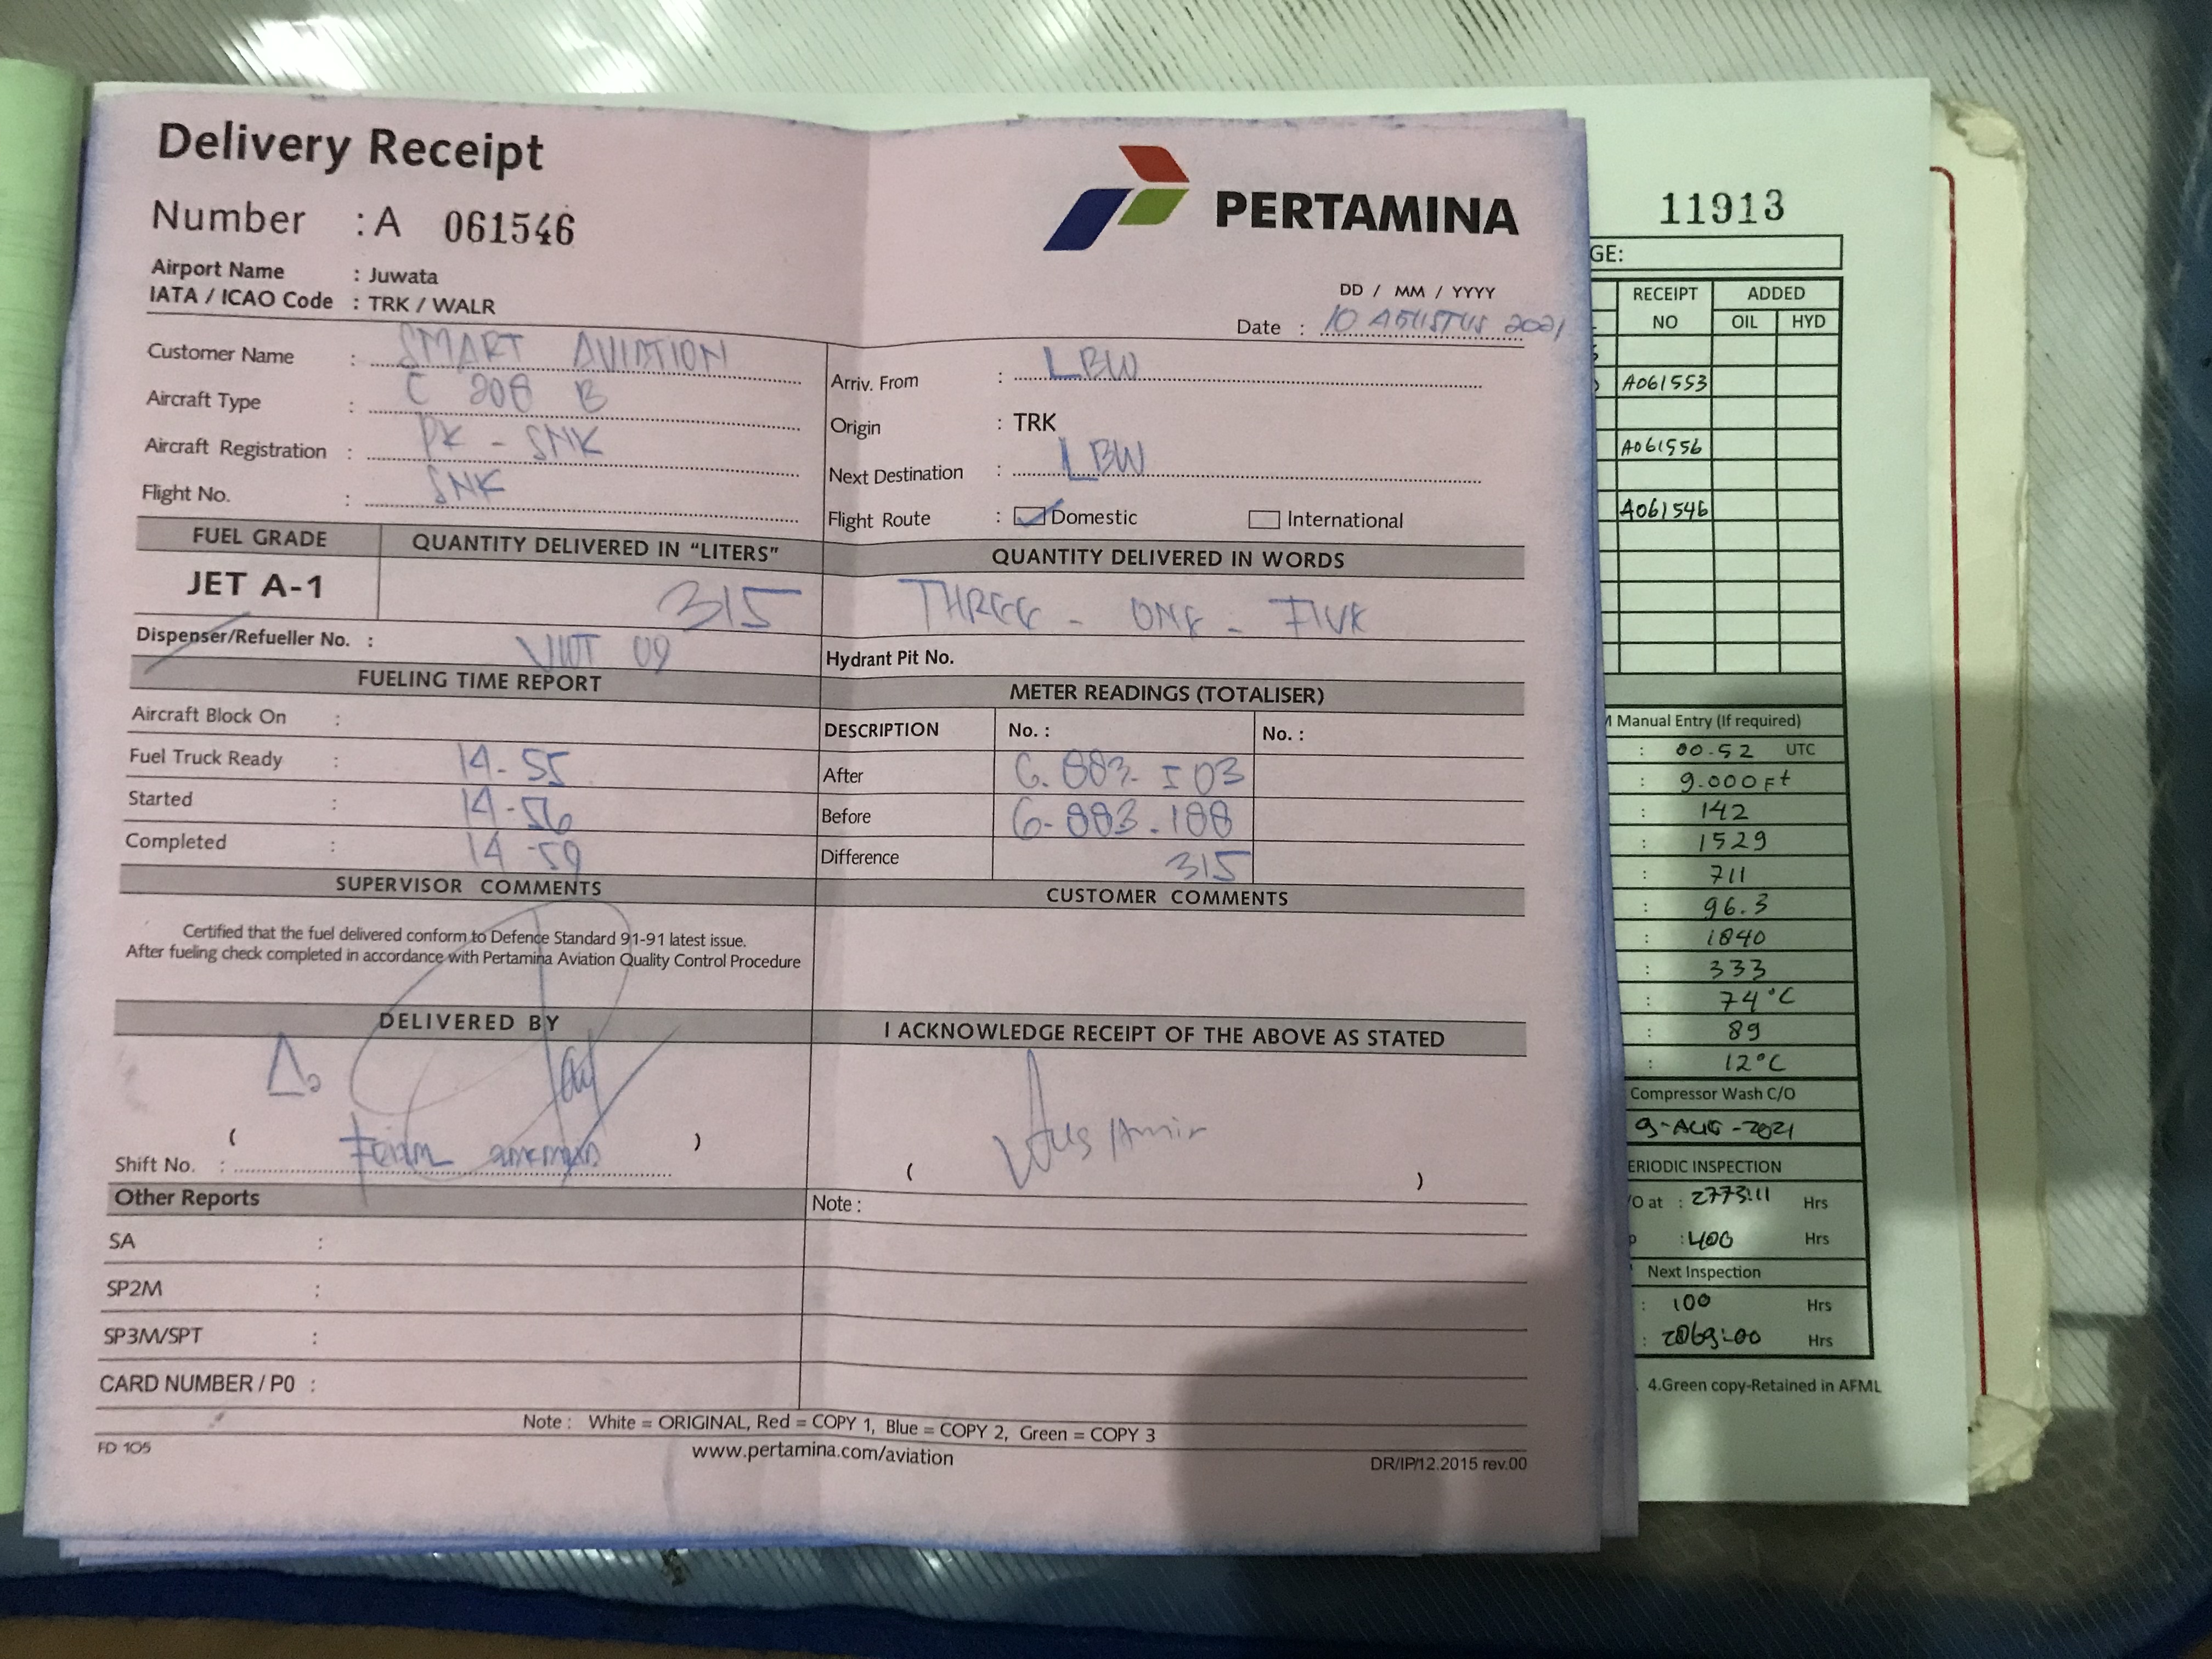 Delivery Receipt
Number : A 061546
PERTAMINA
Airport Name : Juwata
IATA / ICAO Code : TRK / WALR
DD / MM / YYYY
Date : 10 AGUSTUS 2021
Customer Name : SMART AVIATION
Aircraft Type : C 208 B
Aircraft Registration : PK - SNK
Flight No. : SNK
Arriv. From : LBW
Origin : TRK
Next Destination : LBW
Flight Route : Domestic International
FUEL GRADE QUANTITY DELIVERED IN "LITERS" QUANTITY DELIVERED IN WORDS
JET A-1 315 THREE - ONE - FIVE
Dispenser/Refueller No. : 09
Hydrant Pit No.
FUELING TIME REPORT
Aircraft Block On :
Fuel Truck Ready : 14-55
Started : 14-56
Completed : 14-59
METER READINGS (TOTALISER)
DESCRIPTION No. : No. :
After 6.883.503
Before 6-883.188
Difference 315
SUPERVISOR COMMENTS
Certified that the fuel delivered conform to Defence Standard 91-91 latest issue.
After fueling check completed in accordance with Pertamina Aviation Quality Control Procedure
CUSTOMER COMMENTS
DELIVERED BY
( )
Shift No. :
I ACKNOWLEDGE RECEIPT OF THE ABOVE AS STATED
( )
Other Reports
Note :
SA :
SP2M :
SP3M/SPT :
CARD NUMBER / P0 :
Note : White = ORIGINAL, Red = COPY 1, Blue = COPY 2, Green = COPY 3
FD 105
www.pertamina.com/aviation
DR/IP/12.2015 rev.00
11913
GE:
RECEIPT ADDED
NO OIL HYD
A061553
A061556
A061546
M Manual Entry (If required)
: 00.52 UTC
: 9.000 Ft
: 142
: 1529
: 711
: 96.3
: 1840
: 333
: 74°C
: 89
: 12°C
Compressor Wash C/O
9-AUG-2021
ERIODIC INSPECTION
/O at : 2773:11 Hrs
p : 400 Hrs
Next Inspection
: 100 Hrs
: 2869:00 Hrs
4.Green copy-Retained in AFML